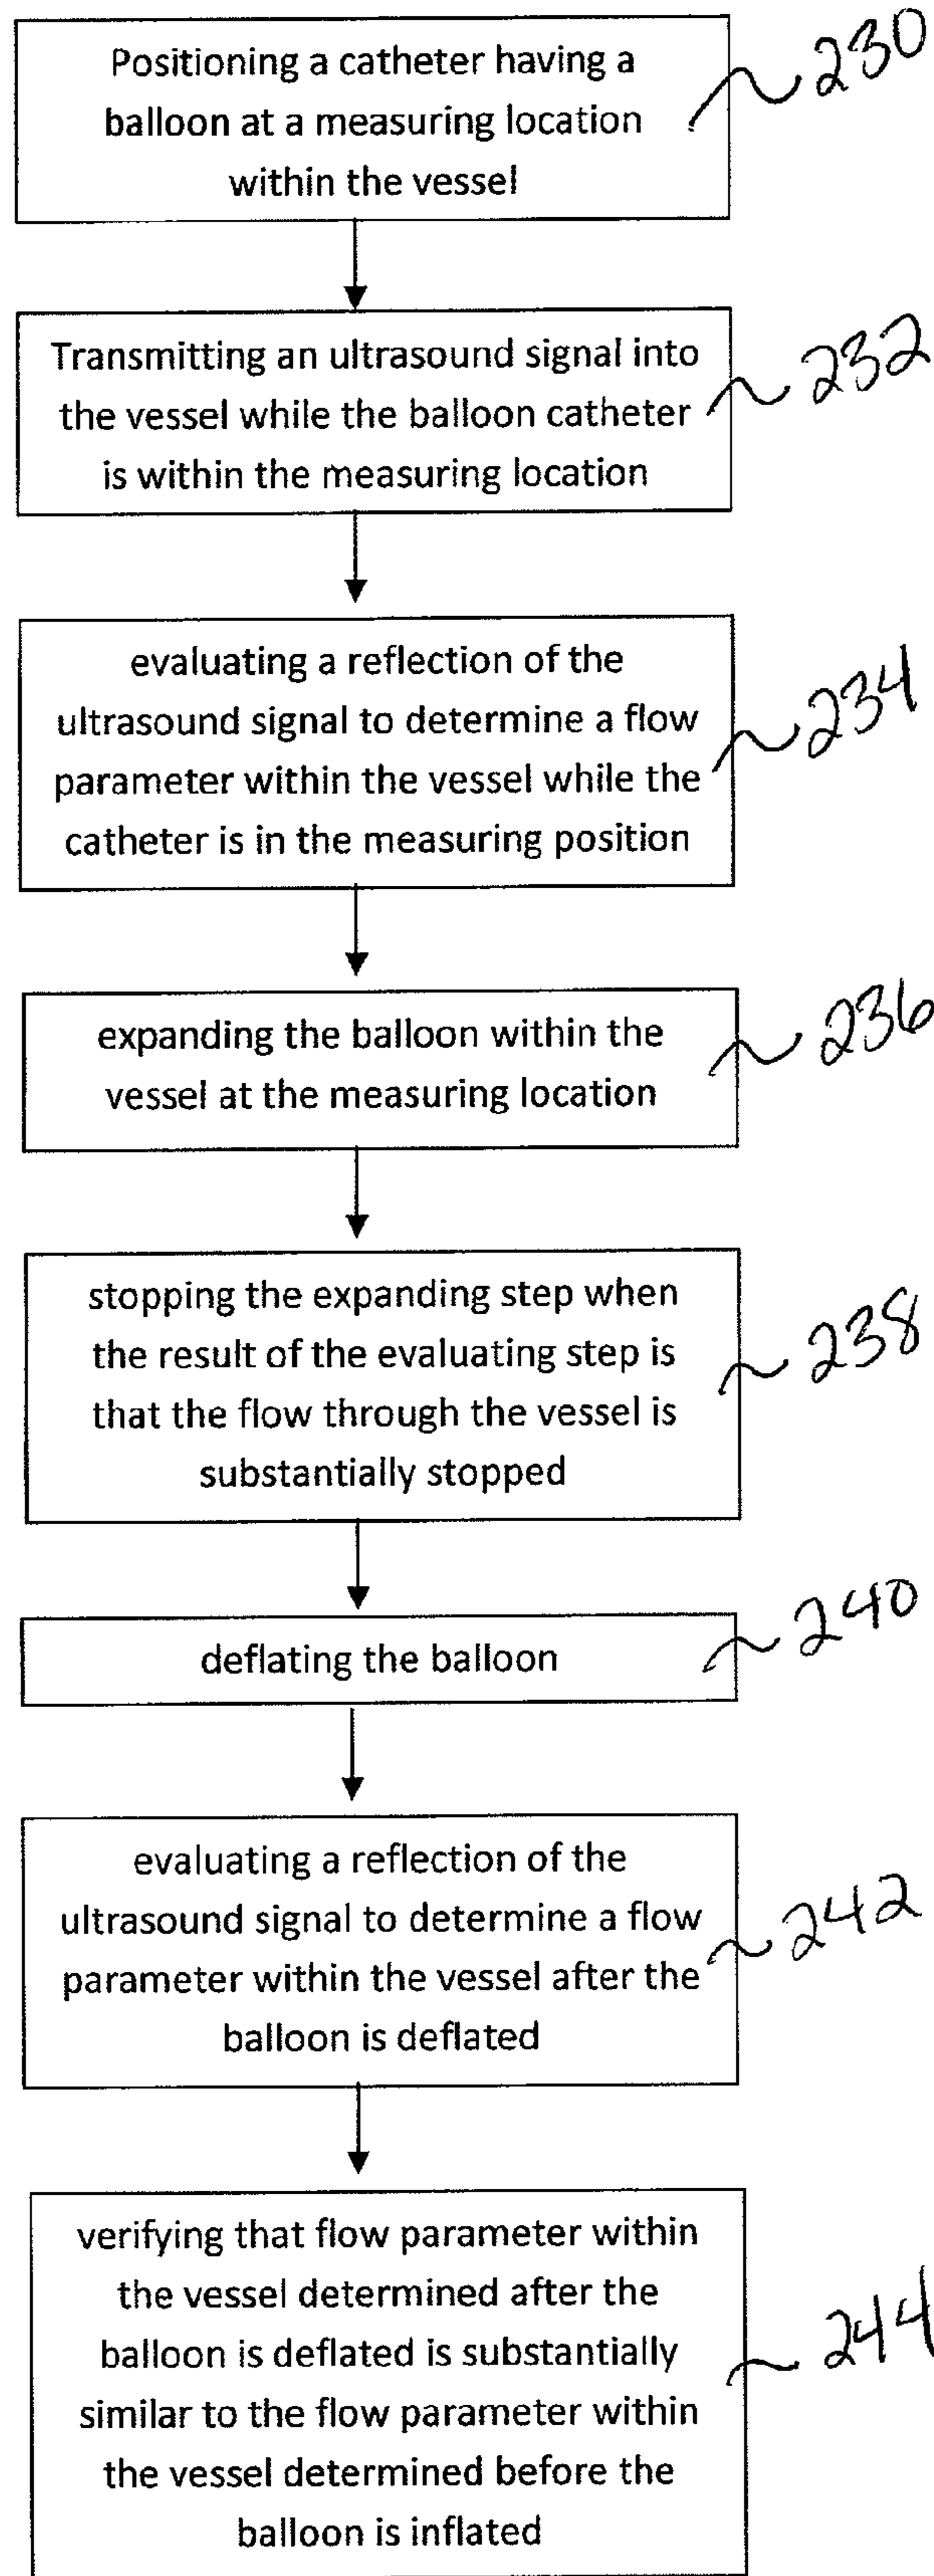 Positioning a catheter having a
balloon at a measuring location
within the vessel
230
Transmitting an ultrasound signal into
the vessel while the balloon catheter
is within the measuring location
232
evaluating a reflection of the
ultrasound signal to determine a flow
parameter within the vessel while the
catheter is in the measuring position
234
expanding the balloon within the
vessel at the measuring location
236
stopping the expanding step when
the result of the evaluating step is
that the flow through the vessel is
substantially stopped
238
deflating the balloon
240
evaluating a reflection of the
ultrasound signal to determine a flow
parameter within the vessel after the
balloon is deflated
242
verifying that flow parameter within
the vessel determined after the
balloon is deflated is substantially
similar to the flow parameter within
the vessel determined before the
balloon is inflated
244